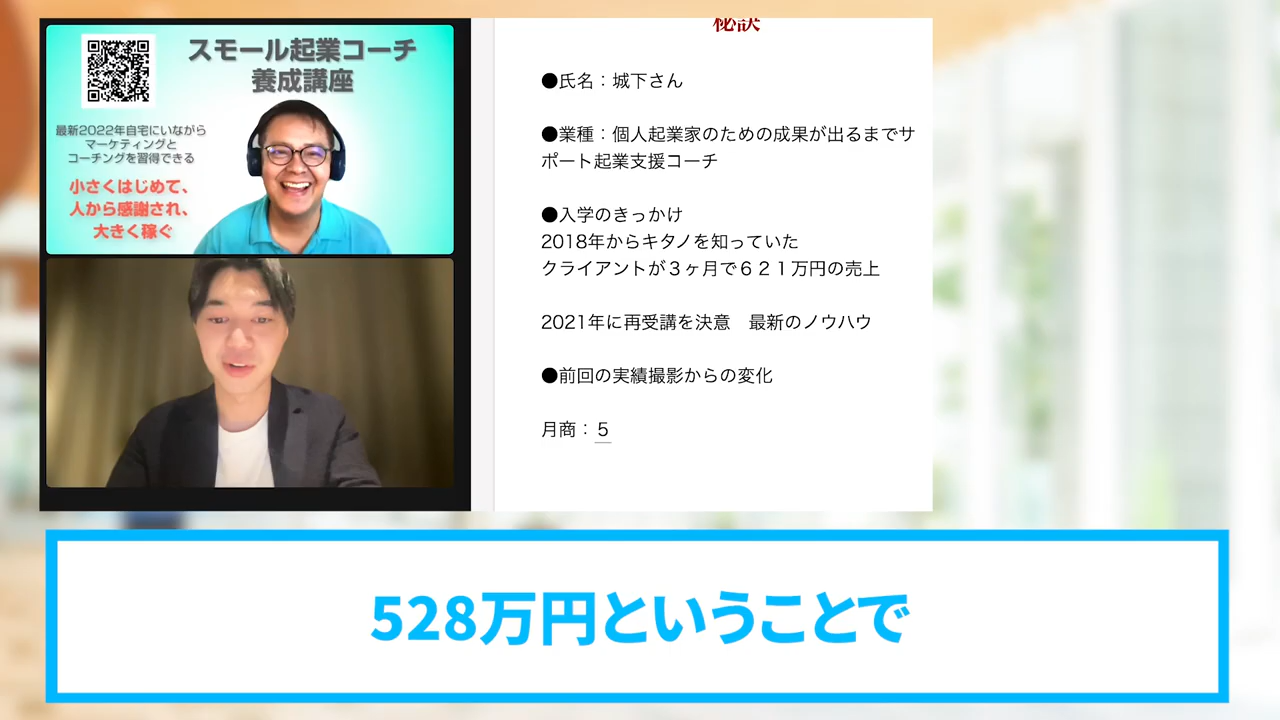 スモール起業コーチ
養成講座
最新2022年自宅にいながら
マーケティングと
コーチングを習得できる
小さくはじめて、
人から感謝され、
大きく稼ぐ
秘訣
●氏名：城下さん
●業種：個人起業家のための成果が出るまでサ
ポート起業支援コーチ
●入学のきっかけ
2018年からキタノを知っていた
クライアントが３ヶ月で６２１万円の売上
2021年に再受講を決意　最新のノウハウ
●前回の実績撮影からの変化
月商：５
528万円ということで